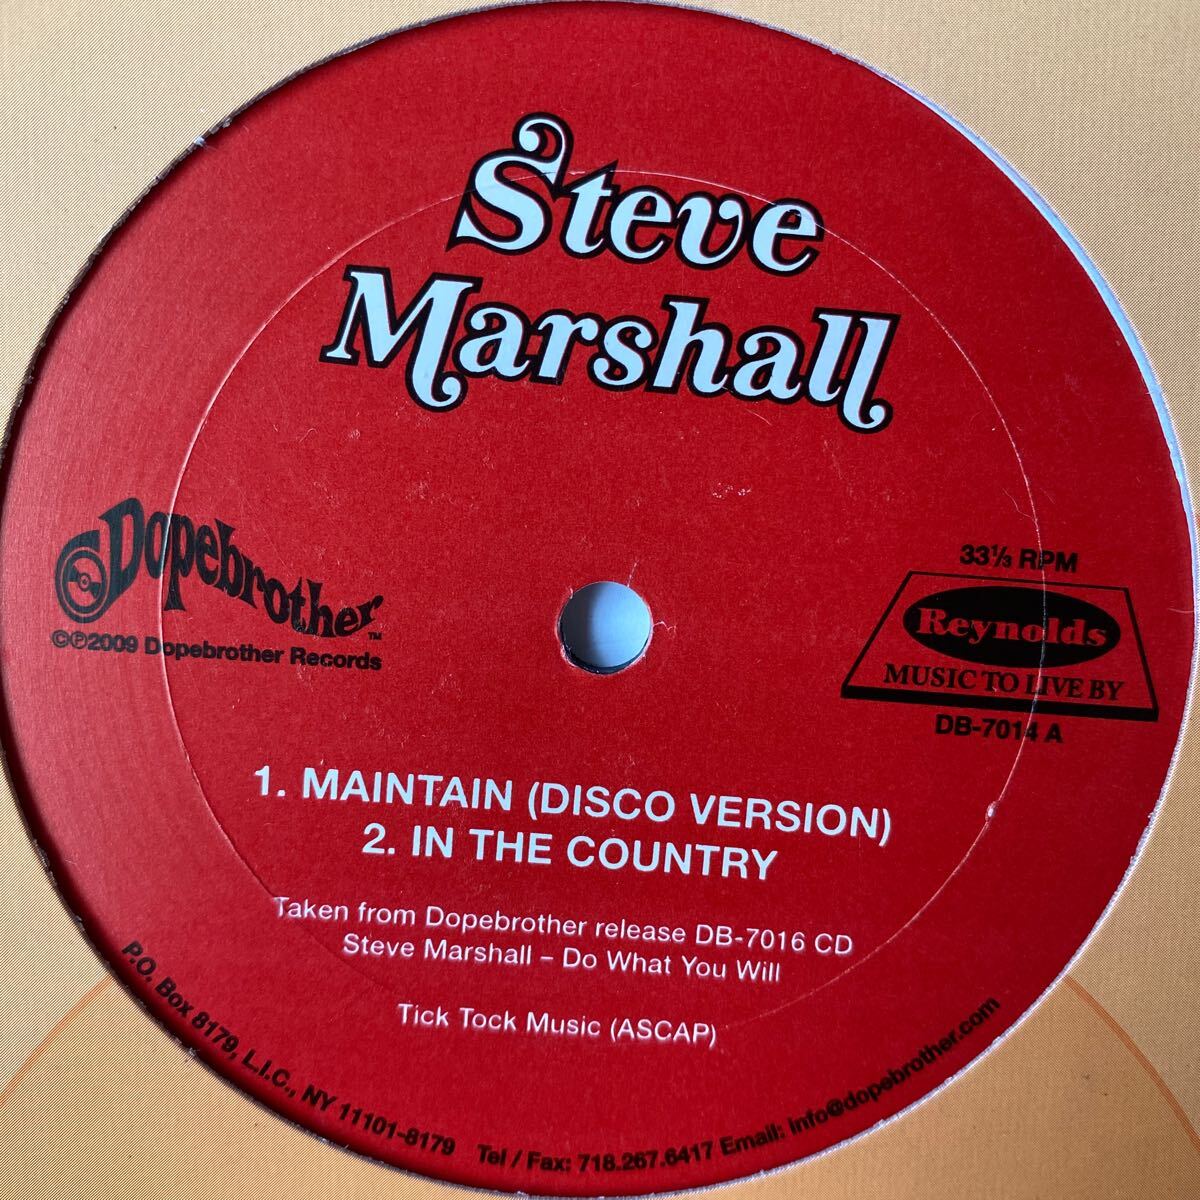 Steve
Marshall
Dopebrother™
©℗2009 Dopebrother Records
33⅓ RPM
Reynolds
MUSIC TO LIVE BY
DB-7014 A
1. MAINTAIN (DISCO VERSION)
2. IN THE COUNTRY
Taken from Dopebrother release DB-7016 CD
Steve Marshall – Do What You Will
Tick Tock Music (ASCAP)
P.O. Box 8179, L.I.C., NY 11101-8179 Tel / Fax: 718.267.6417 Email: info@dopebrother.com